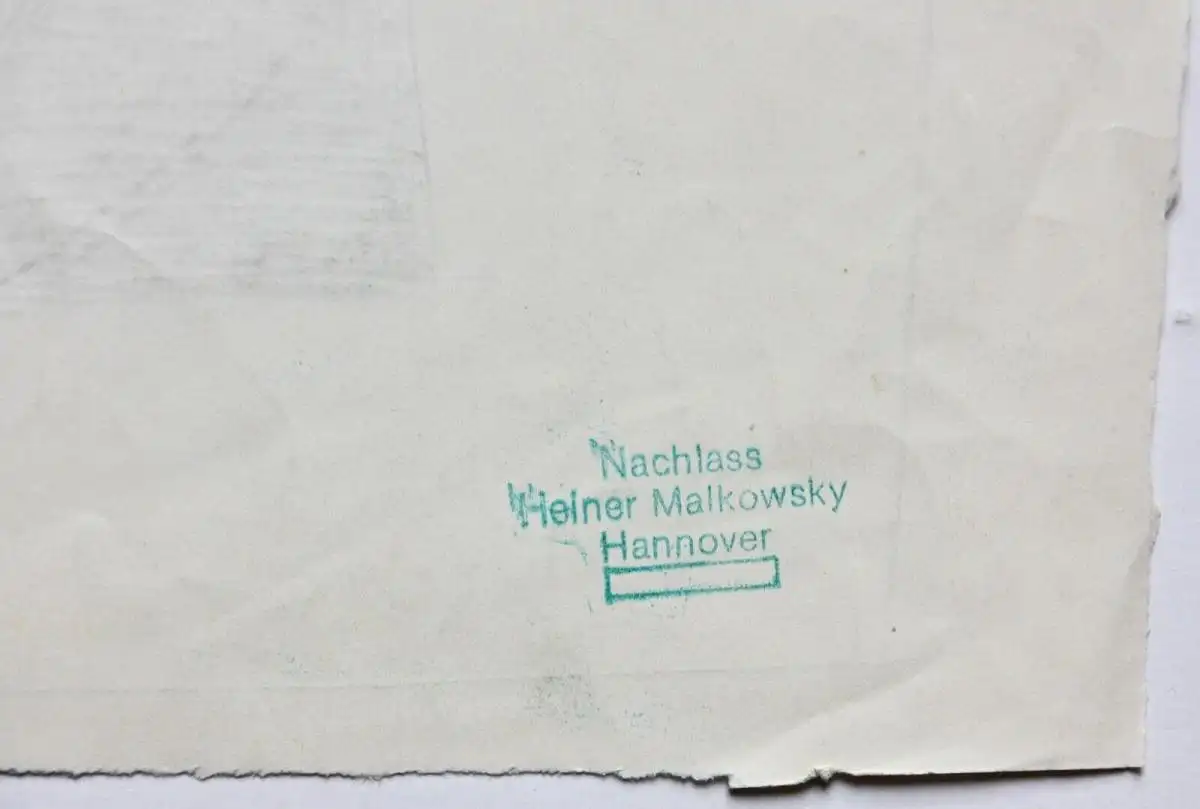 Nachlass
Heiner Malkowsky
Hannover